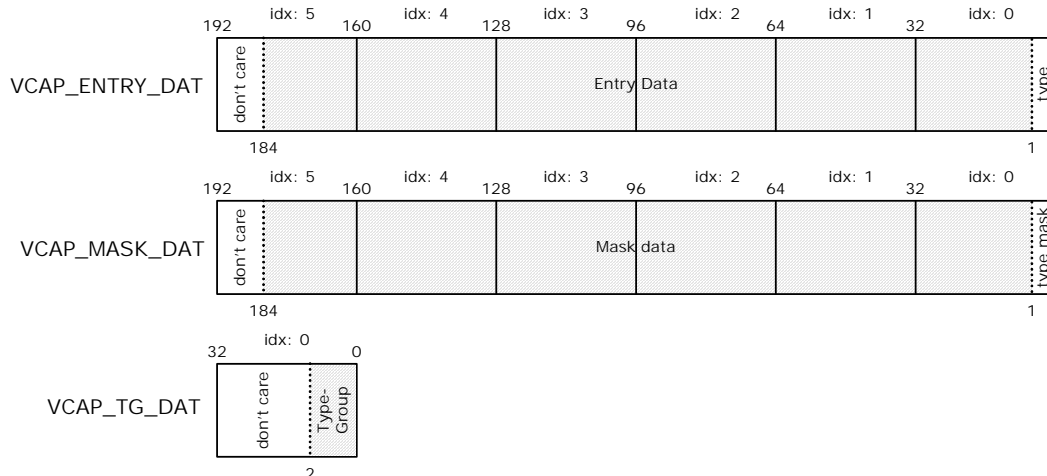 idx: 5 idx: 4 idx: 3 idx: 2 idx: 1 idx: 0
192 160 128 96 64 32
VCAP_ENTRY_DAT don't care Entry Data type
184 1
idx: 5 idx: 4 idx: 3 idx: 2 idx: 1 idx: 0
192 160 128 96 64 32
VCAP_MASK_DAT don't care Mask data type mask
184 1
idx: 0
32 0
VCAP_TG_DAT don't care Type-
Group
2